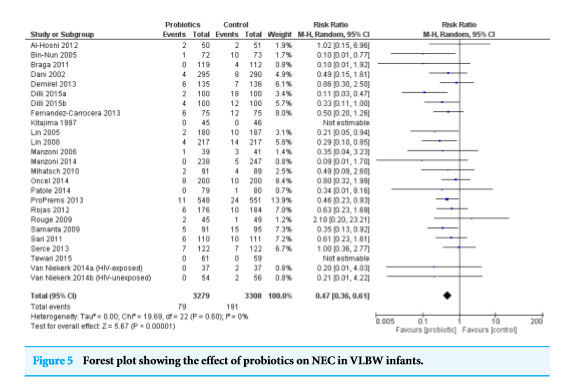 Probiotics Control Risk Ratio Risk Ratio
Study or Subgroup Events Total Events Total Weight M-H, Random, 95% CI M-H, Random, 95% CI
Al-Hosni 2012 2 50 2 51 1.9% 1.02 [0.15, 6.96]
Bin-Nun 2005 1 72 10 73 1.7% 0.10 [0.01, 0.77]
Braga 2011 0 119 4 112 0.8% 0.10 [0.01, 1.92]
Dani 2002 4 295 8 290 4.9% 0.49 [0.15, 1.61]
Demirel 2013 6 135 7 136 6.1% 0.86 [0.30, 2.50]
Dilli 2015a 2 100 18 100 3.4% 0.11 [0.03, 0.47]
Dilli 2015b 4 100 12 100 5.7% 0.33 [0.11, 1.00]
Fernandez-Carrocera 2013 6 75 12 75 8.0% 0.50 [0.20, 1.26]
Kitajima 1997 0 45 0 46 Not estimable
Lin 2005 2 180 10 187 3.1% 0.21 [0.05, 0.94]
Lin 2008 4 217 14 217 5.7% 0.29 [0.10, 0.85]
Manzoni 2006 1 39 3 41 1.4% 0.35 [0.04, 3.23]
Manzoni 2014 0 238 5 247 0.8% 0.09 [0.01, 1.70]
Mihatsch 2010 2 91 4 89 2.5% 0.49 [0.09, 2.60]
Oncel 2014 8 200 10 200 8.3% 0.80 [0.32, 1.99]
Patole 2014 0 79 1 80 0.7% 0.34 [0.01, 8.16]
ProPrems 2013 11 548 24 551 13.9% 0.46 [0.23, 0.93]
Rojas 2012 6 176 10 184 7.0% 0.63 [0.23, 1.69]
Rouge 2009 2 45 1 49 1.2% 2.18 [0.20, 23.21]
Samanta 2009 5 91 15 95 7.5% 0.35 [0.13, 0.92]
Sari 2011 6 110 10 111 7.2% 0.61 [0.23, 1.61]
Serce 2013 7 122 7 122 6.7% 1.00 [0.36, 2.77]
Tewari 2015 0 61 0 59 Not estimable
Van Niekerk 2014a (HIV-exposed) 0 37 2 37 0.8% 0.20 [0.01, 4.03]
Van Niekerk 2014b (HIV-unexposed) 0 54 2 56 0.8% 0.21 [0.01, 4.22]
Total (95% CI) 3279 3308 100.0% 0.47 [0.36, 0.61]
Total events 79 191
Heterogeneity: Tau² = 0.00; Chi² = 19.69, df = 22 (P = 0.60); I² = 0%
Test for overall effect: Z = 5.67 (P < 0.00001)
0.005 0.1 1 10 200
Favours [probiotic] Favours [control]
Figure 5 Forest plot showing the effect of probiotics on NEC in VLBW infants.